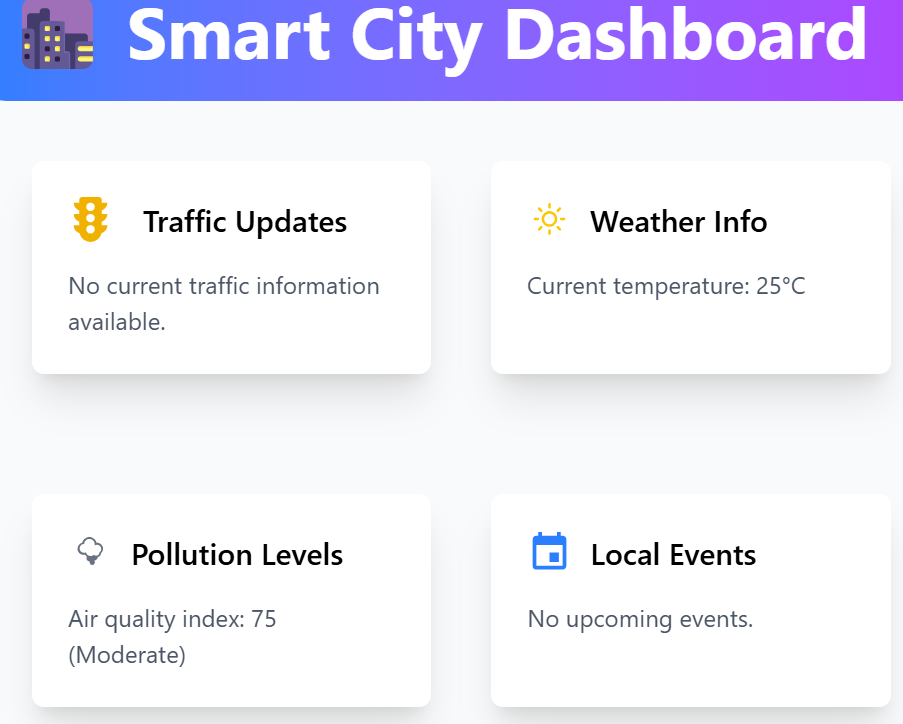 Smart City Dashboard
Traffic Updates
No current traffic information
available.
Weather Info
Current temperature: 25°C
Pollution Levels
Air quality index: 75
(Moderate)
Local Events
No upcoming events.